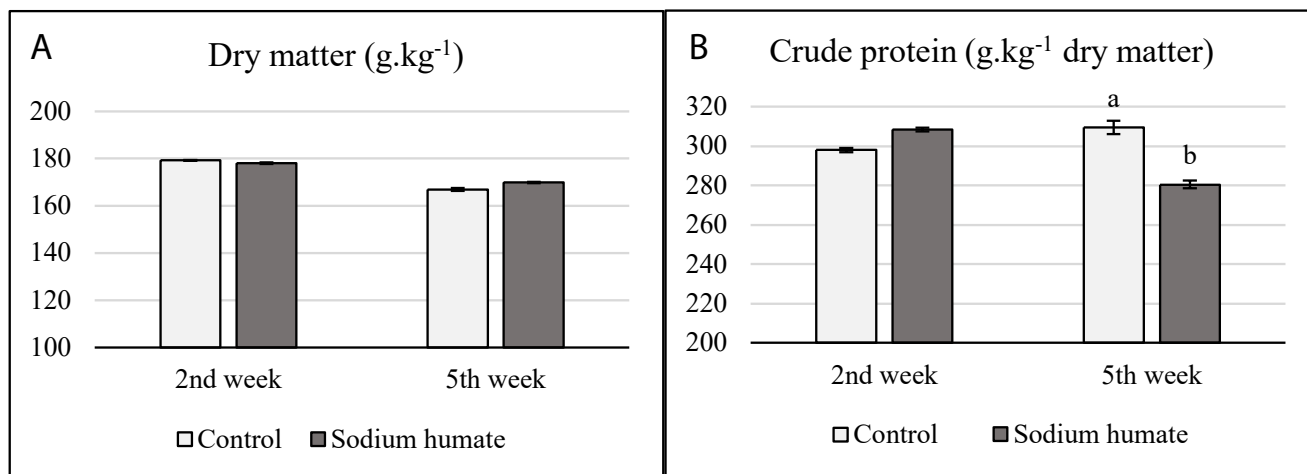 A
Dry matter (g.kg⁻¹)
200
180
160
140
120
100
2nd week 5th week
Control Sodium humate
B
Crude protein (g.kg⁻¹ dry matter)
320
300
280
260
240
220
200
a
b
2nd week 5th week
Control Sodium humate